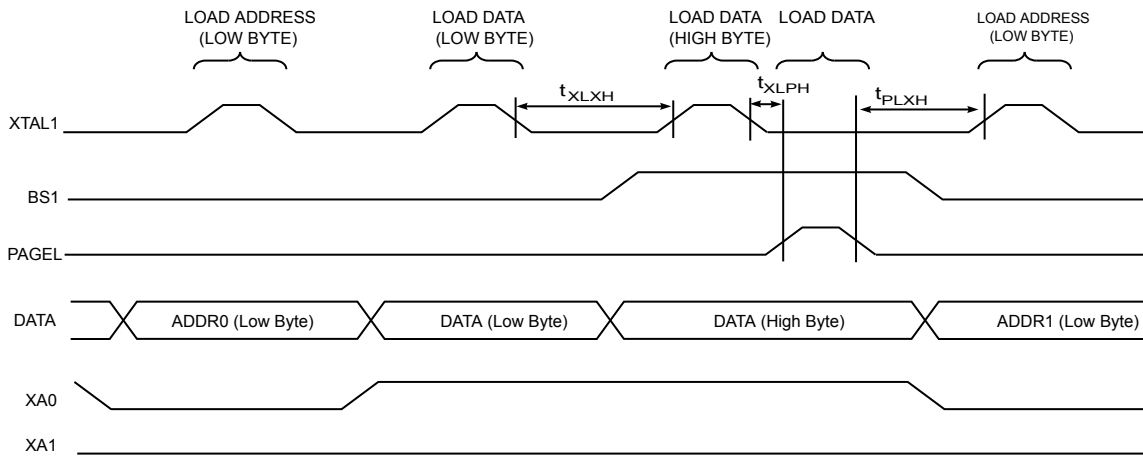 LOAD ADDRESS
(LOW BYTE)
LOAD DATA
(LOW BYTE)
LOAD DATA
(HIGH BYTE)
LOAD DATA
LOAD ADDRESS
(LOW BYTE)
tXLXH
tXLPH
tPLXH
XTAL1
BS1
PAGEL
DATA
ADDR0 (Low Byte)
DATA (Low Byte)
DATA (High Byte)
ADDR1 (Low Byte)
XA0
XA1